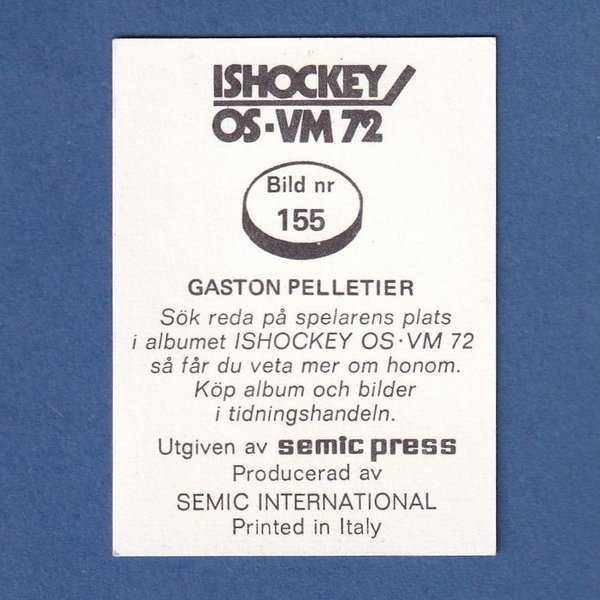 ISHOCKEY
OS·VM 72
Bild nr
155
GASTON PELLETIER
Sök reda på spelarens plats
i albumet ISHOCKEY OS·VM 72
så får du veta mer om honom.
Köp album och bilder
i tidningshandeln.
Utgiven av semic press
Producerad av
SEMIC INTERNATIONAL
Printed in Italy